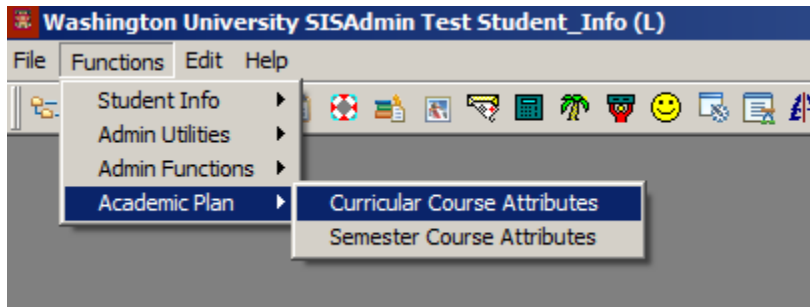 Washington University SISAdmin Test Student_Info (L)
File Functions Edit Help
Student Info
Admin Utilities
Admin Functions
Academic Plan
Curricular Course Attributes
Semester Course Attributes